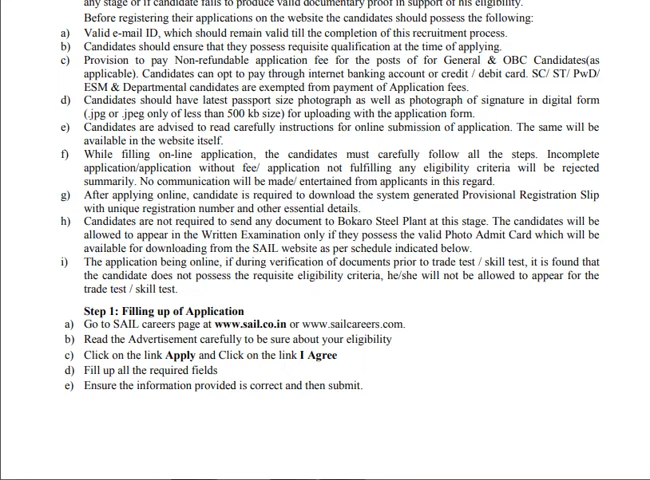 any stage or if candidate fails to produce valid documentary proof in support of his eligibility.
Before registering their applications on the website the candidates should possess the following:
a) Valid e-mail ID, which should remain valid till the completion of this recruitment process.
b) Candidates should ensure that they possess requisite qualification at the time of applying.
c) Provision to pay Non-refundable application fee for the posts of for General & OBC Candidates(as
applicable). Candidates can opt to pay through internet banking account or credit / debit card. SC/ ST/ PwD/
ESM & Departmental candidates are exempted from payment of Application fees.
d) Candidates should have latest passport size photograph as well as photograph of signature in digital form
(.jpg or .jpeg only of less than 500 kb size) for uploading with the application form.
e) Candidates are advised to read carefully instructions for online submission of application. The same will be
available in the website itself.
f) While filling on-line application, the candidates must carefully follow all the steps. Incomplete
application/application without fee/ application not fulfilling any eligibility criteria will be rejected
summarily. No communication will be made/ entertained from applicants in this regard.
g) After applying online, candidate is required to download the system generated Provisional Registration Slip
with unique registration number and other essential details.
h) Candidates are not required to send any document to Bokaro Steel Plant at this stage. The candidates will be
allowed to appear in the Written Examination only if they possess the valid Photo Admit Card which will be
available for downloading from the SAIL website as per schedule indicated below.
i) The application being online, if during verification of documents prior to trade test / skill test, it is found that
the candidate does not possess the requisite eligibility criteria, he/she will not be allowed to appear for the
trade test / skill test.
Step 1: Filling up of Application
a) Go to SAIL careers page at www.sail.co.in or www.sailcareers.com.
b) Read the Advertisement carefully to be sure about your eligibility
c) Click on the link Apply and Click on the link I Agree
d) Fill up all the required fields
e) Ensure the information provided is correct and then submit.